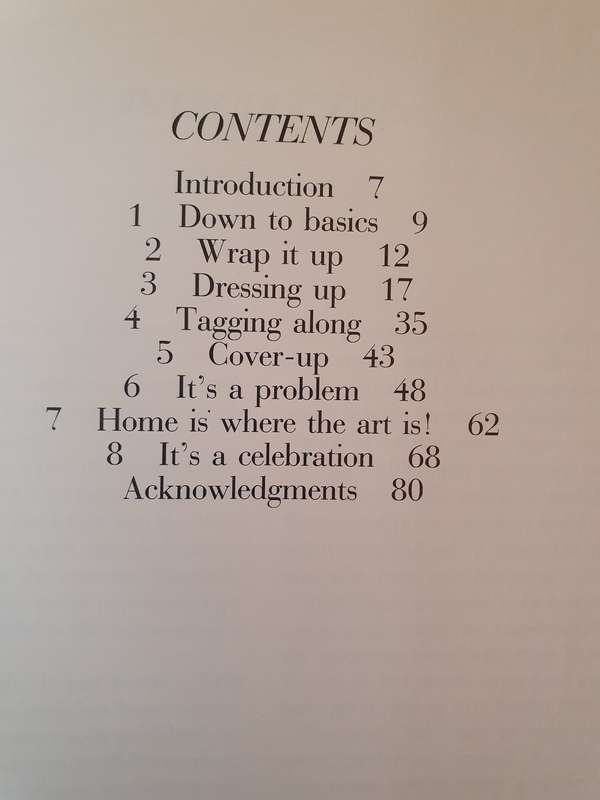 CONTENTS
Introduction 7
1 Down to basics 9
2 Wrap it up 12
3 Dressing up 17
4 Tagging along 35
5 Cover-up 43
6 It's a problem 48
7 Home is where the art is! 62
8 It's a celebration 68
Acknowledgments 80